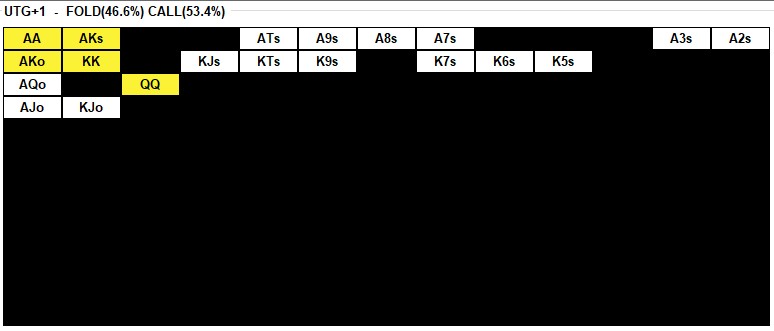 UTG+1 - FOLD(46.6%) CALL(53.4%)
AA AKs ATs A9s A8s A7s A3s A2s
AKo KK KJs KTs K9s K7s K6s K5s
AQo QQ
AJo KJo